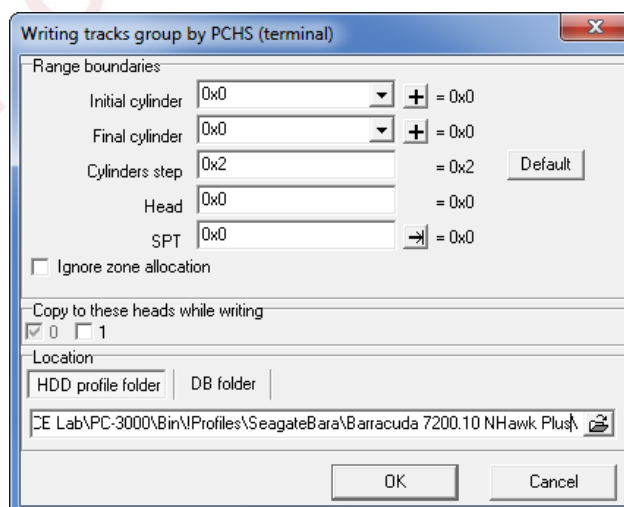 Writing tracks group by PCHS (terminal)
Range boundaries
Initial cylinder 0x0 = 0x0
Final cylinder 0x0 = 0x0
Cylinders step 0x2 = 0x2 Default
Head 0x0 = 0x0
SPT 0x0 = 0x0
Ignore zone allocation
Copy to these heads while writing
0 1
Location
HDD profile folder DB folder
CE Lab\PC-3000\Bin\!Profiles\SeagateBara\Barracuda 7200.10 NHawk Plus\
OK Cancel